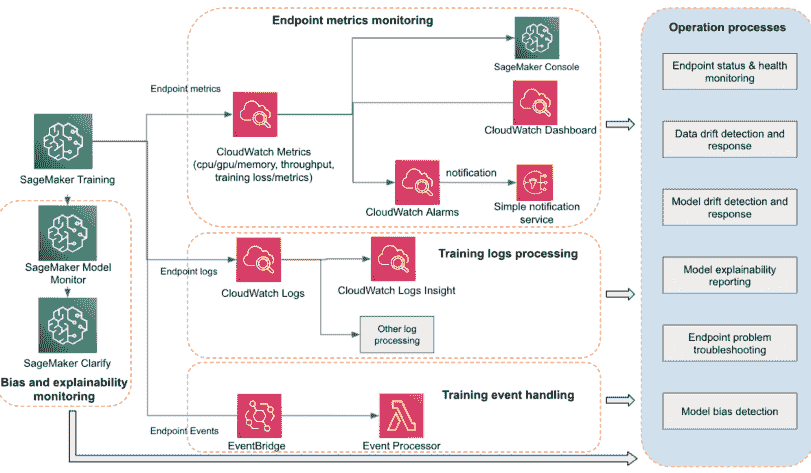 Endpoint metrics monitoring
Endpoint metrics
SageMaker Console
CloudWatch Metrics
(cpu/gpu/memory, throughput,
training loss/metrics)
CloudWatch Dashboard
CloudWatch Alarms
notification
Simple notification
service
SageMaker Training
SageMaker Model
Monitor
SageMaker Clarify
Bias and explainability
monitoring
Training logs processing
Endpoint logs
CloudWatch Logs
CloudWatch Logs Insight
Other log
processing
Training event handling
Endpoint Events
EventBridge
Event Processor
Operation processes
Endpoint status & health
monitoring
Data drift detection and
response
Model drift detection and
response
Model explainability
reporting
Endpoint problem
troubleshooting
Model bias detection